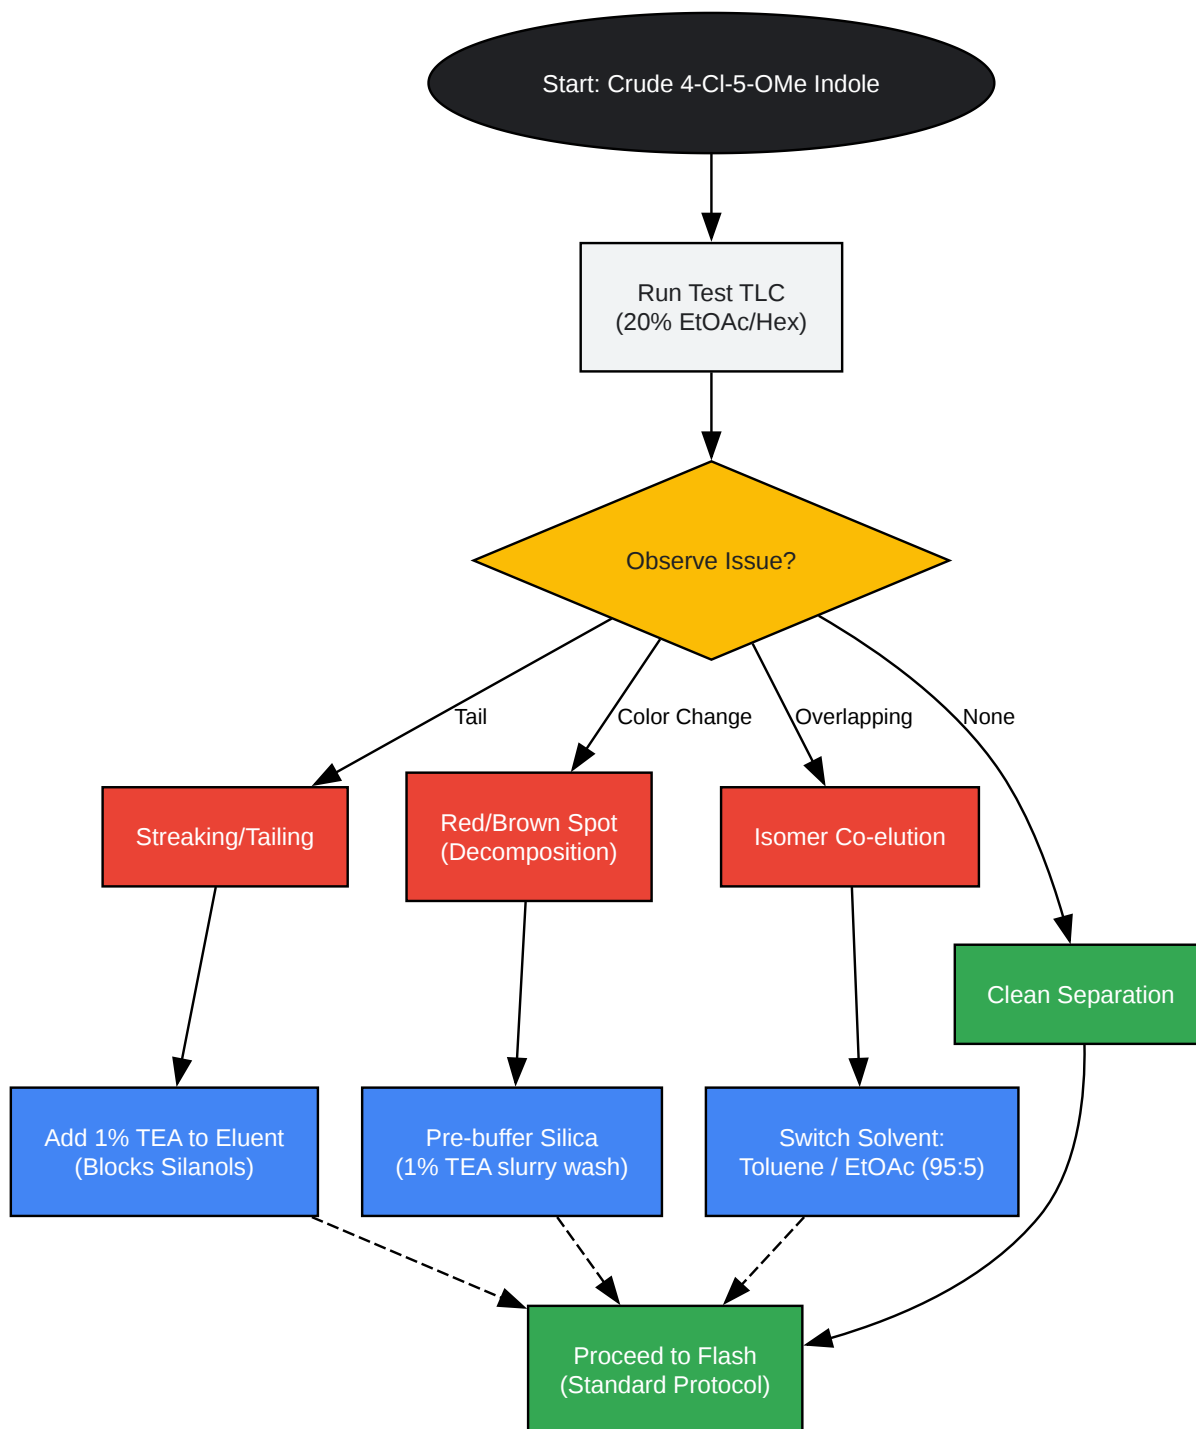 Start: Crude 4-Cl-5-OMe Indole
Run Test TLC
(20% EtOAc/Hex)
Observe Issue?
Tail
Color Change
Overlapping
None
Streaking/Tailing
Red/Brown Spot
(Decomposition)
Isomer Co-elution
Clean Separation
Add 1% TEA to Eluent
(Blocks Silanols)
Pre-buffer Silica
(1% TEA slurry wash)
Switch Solvent:
Toluene / EtOAc (95:5)
Proceed to Flash
(Standard Protocol)